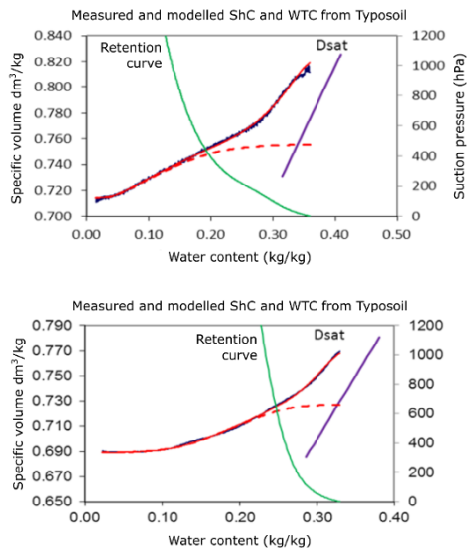 Measured and modelled ShC and WTC from Typosoil
0.840
0.820
0.800
0.780
0.760
0.740
0.720
0.700
Specific volume dm³/kg
Retention
curve
Dsat
1200
1000
800
600
400
200
0
Suction pressure (hPa)
0.00 0.10 0.20 0.30 0.40 0.50
Water content (kg/kg)
Measured and modelled ShC and WTC from Typosoil
0.790
0.770
0.750
0.730
0.710
0.690
0.670
0.650
Specific volume dm³/kg
Retention
curve
Dsat
1200
1000
800
600
400
200
0
0.00 0.10 0.20 0.30 0.40
Water content (kg/kg)